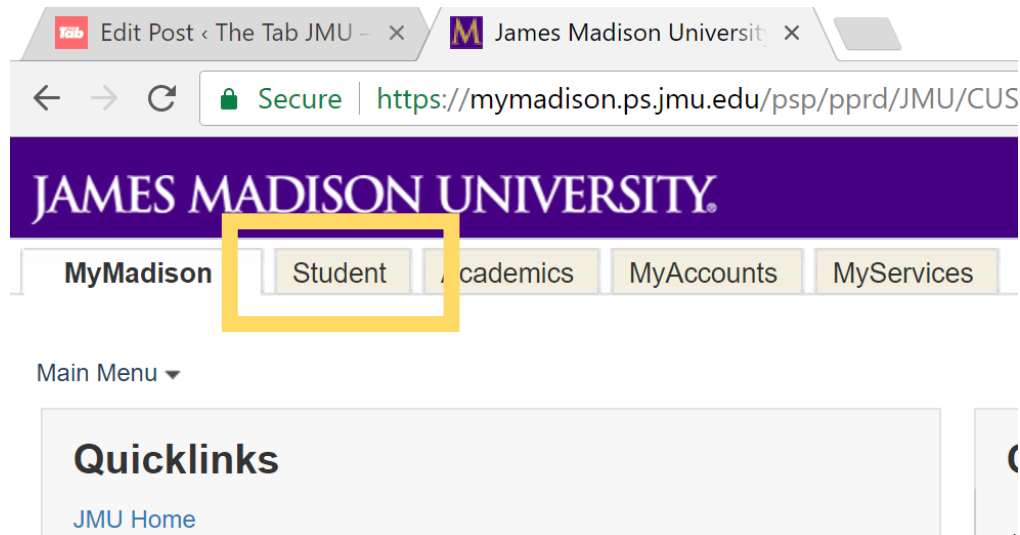 Tab Edit Post ‹ The Tab JMU – × James Madison Universit ×
Secure https://mymadison.ps.jmu.edu/psp/pprd/JMU/CUS
JAMES MADISON UNIVERSITY.
MyMadison Student Academics MyAccounts MyServices
Main Menu
Quicklinks
JMU Home